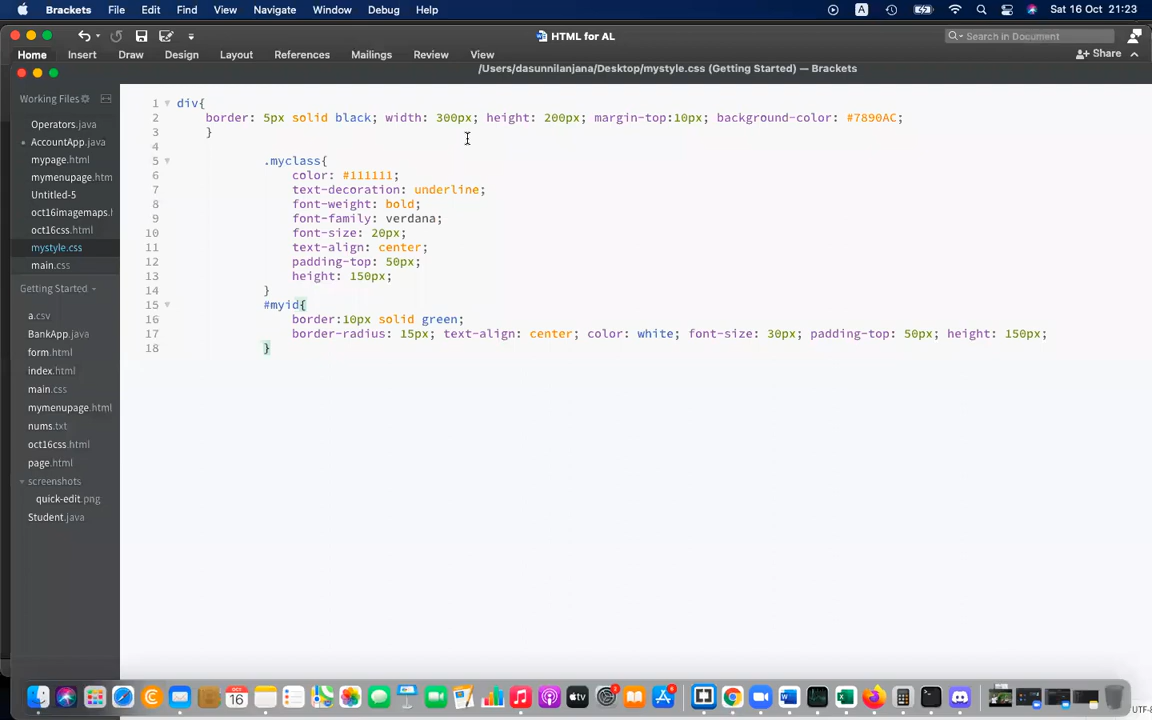 Brackets File Edit Find View Navigate Window Debug Help Sat 16 Oct 21:23
HTML for AL Search in Document
Home Insert Draw Design Layout References Mailings Review View Share
/Users/dasunnilanjana/Desktop/mystyle.css (Getting Started) — Brackets
Working Files
Operators.java
AccountApp.java
mypage.html
mymenupage.htm
Untitled-5
oct16imagemaps.h
oct16css.html
mystyle.css
main.css
Getting Started
a.csv
BankApp.java
form.html
index.html
main.css
mymenupage.html
nums.txt
oct16css.html
page.html
screenshots
quick-edit.png
Student.java
1 div{
2 border: 5px solid black; width: 300px; height: 200px; margin-top:10px; background-color: #7890AC;
3 }
4
5 .myclass{
6 color: #111111;
7 text-decoration: underline;
8 font-weight: bold;
9 font-family: verdana;
10 font-size: 20px;
11 text-align: center;
12 padding-top: 50px;
13 height: 150px;
14 }
15 #myid{
16 border:10px solid green;
17 border-radius: 15px; text-align: center; color: white; font-size: 30px; padding-top: 50px; height: 150px;
18 }
OCT
16
tv
UTF-8